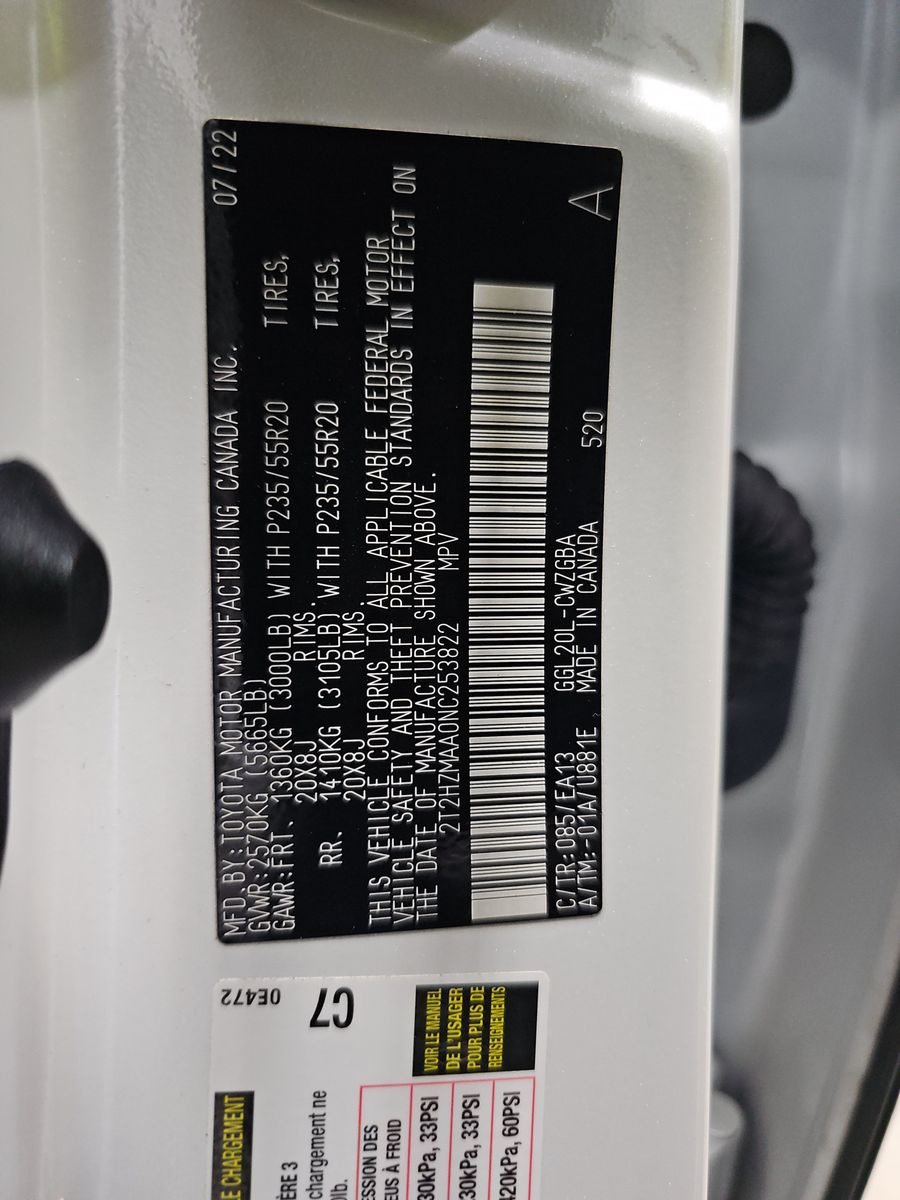 MFD.BY:TOYOTA MOTOR MANUFACTURING CANADA INC. 07/22
GVWR:2570KG (5665LB)
GAWR:FRT. 1360KG (3000LB) WITH P235/55R20 TIRES,
20X8J RIMS.
RR. 1410KG (3105LB) WITH P235/55R20 TIRES,
20X8J RIMS.
THIS VEHICLE CONFORMS TO ALL APPLICABLE FEDERAL MOTOR
VEHICLE SAFETY AND THEFT PREVENTION STANDARDS IN EFFECT ON
THE DATE OF MANUFACTURE SHOWN ABOVE.
2T2HZMAA0NC253822 MPV
C/TR:085/EA13 GGL20L-CWZGBA
A/TM:-01A/U881E MADE IN CANADA 520
A
0E472
C7
LE CHARGEMENT
ÈRE 3
chargement ne
0lb.
VOIR LE MANUEL
DE L'USAGER
POUR PLUS DE
RENSEIGNEMENTS
ESSION DES
EUS À FROID
30kPa, 33PSI
30kPa, 33PSI
420kPa, 60PSI